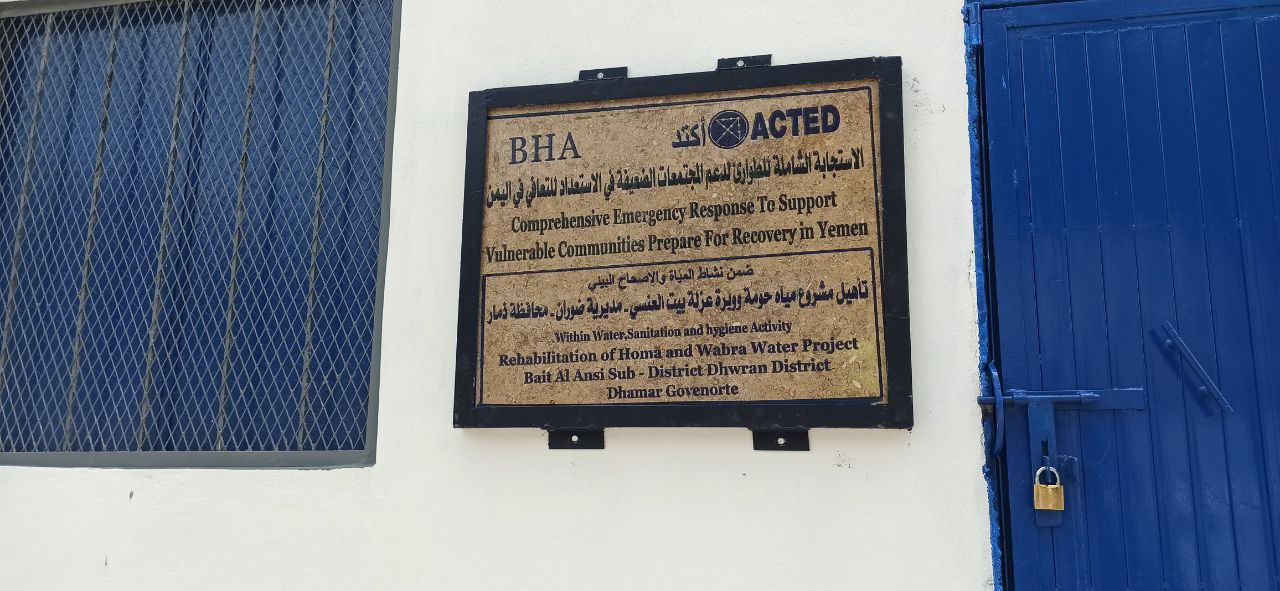 BHA
أكتد ACTED
الاستجابة الشاملة للطوارئ لدعم المجتمعات الضعيفة في الاستعداد للتعافي في اليمن
Comprehensive Emergency Response To Support
Vulnerable Communities Prepare For Recovery in Yemen
ضمن نشاط المياة والاصحاح البيئي
تأهيل مشروع مياه حومة ووبرة عزلة بيت العنسي - مديرية ضوران - محافظة ذمار
Within Water,Sanitation and hygiene Activity
Rehabilitation of Homa and Wabra Water Project
Bait Al Ansi Sub - District Dhwran District
Dhamar Govenorte